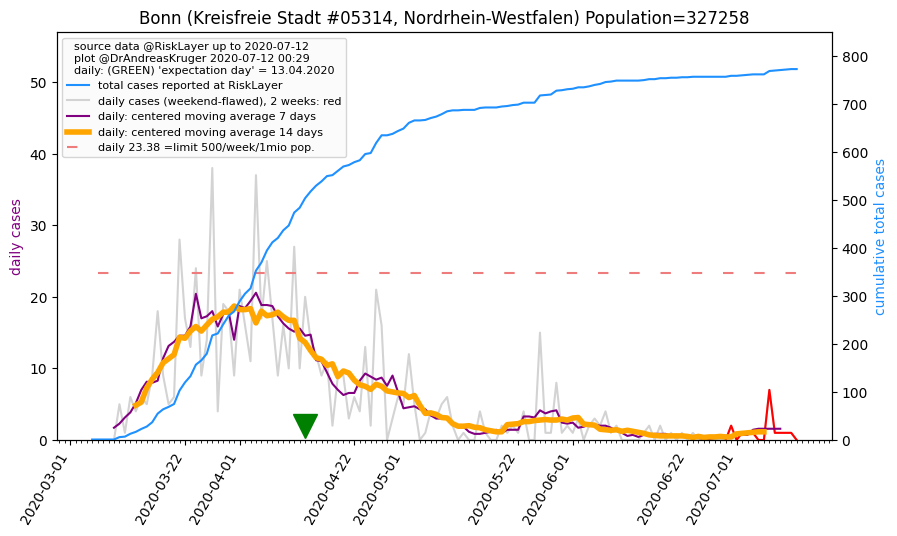 Bonn (Kreisfreie Stadt #05314, Nordrhein-Westfalen) Population=327258
source data @RiskLayer up to 2020-07-12
plot @DrAndreasKruger 2020-07-12 00:29
daily: (GREEN) 'expectation day' = 13.04.2020
total cases reported at RiskLayer
daily cases (weekend-flawed), 2 weeks: red
daily: centered moving average 7 days
daily: centered moving average 14 days
daily 23.38 =limit 500/week/1mio pop.
daily cases
50
40
30
20
10
0
cumulative total cases
800
700
600
500
400
300
200
100
0
2020-03-01
2020-03-22
2020-04-01
2020-04-22
2020-05-01
2020-05-22
2020-06-01
2020-06-22
2020-07-01